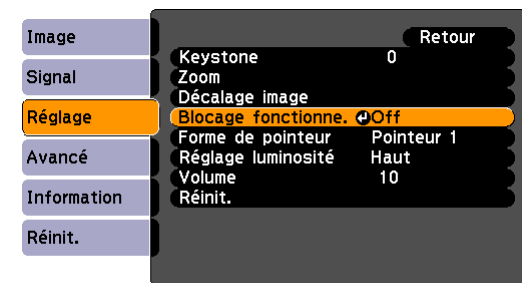 Image
Signal
Réglage
Avancé
Information
Réinit.
Retour
Keystone 0
Zoom
Décalage image
Blocage fonctionne. Off
Forme de pointeur Pointeur 1
Réglage luminosité Haut
Volume 10
Réinit.